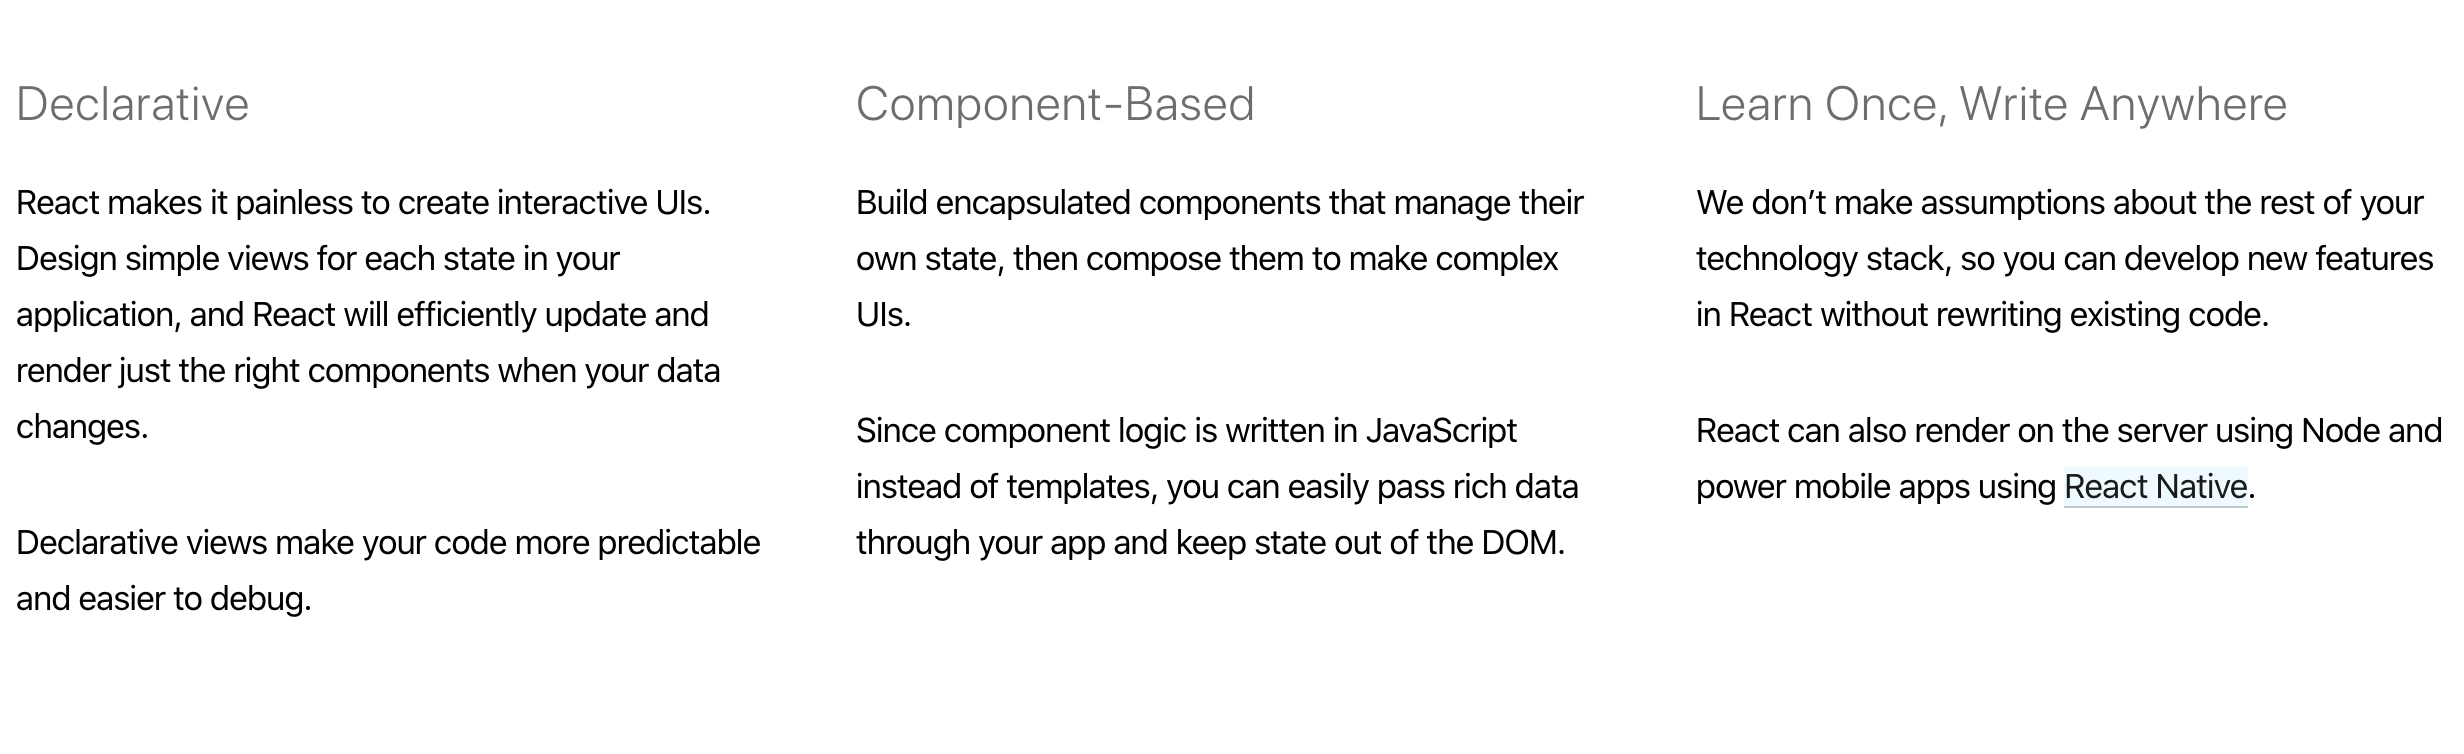 Declarative
React makes it painless to create interactive UIs.
Design simple views for each state in your
application, and React will efficiently update and
render just the right components when your data
changes.
Declarative views make your code more predictable
and easier to debug.
Component-Based
Build encapsulated components that manage their
own state, then compose them to make complex
UIs.
Since component logic is written in JavaScript
instead of templates, you can easily pass rich data
through your app and keep state out of the DOM.
Learn Once, Write Anywhere
We don’t make assumptions about the rest of your
technology stack, so you can develop new features
in React without rewriting existing code.
React can also render on the server using Node and
power mobile apps using React Native.